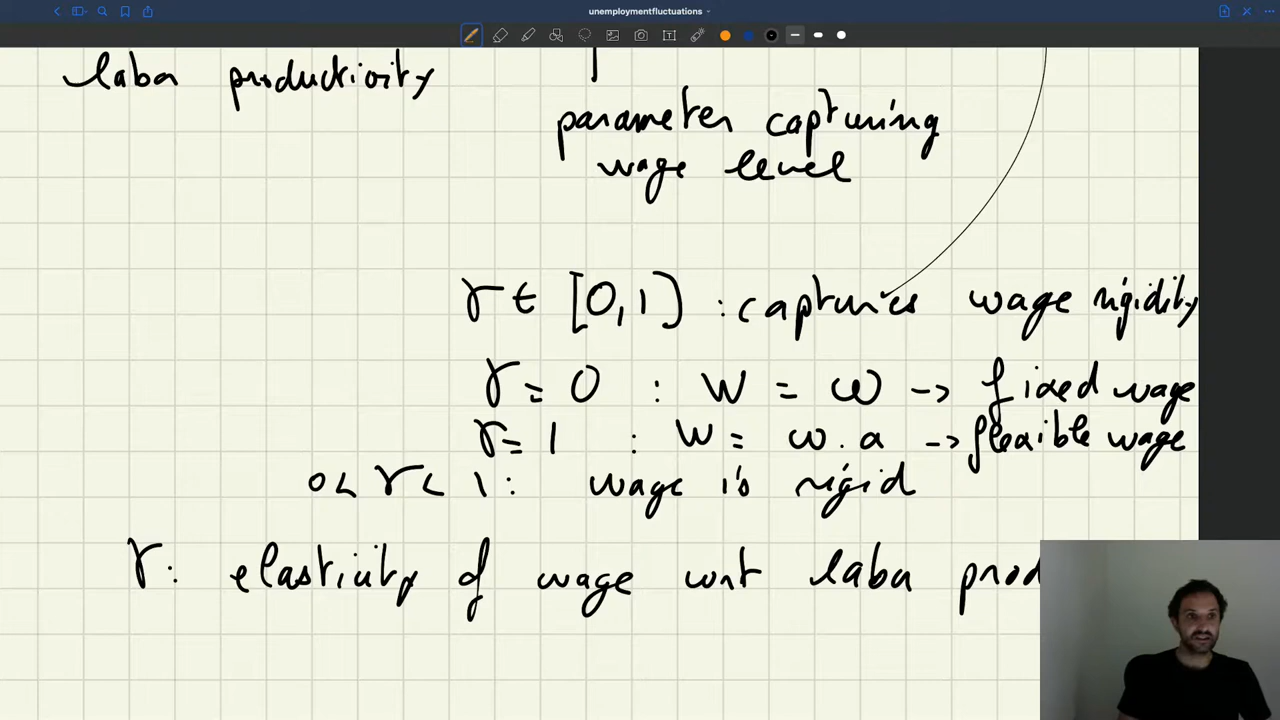 unemploymentfluctuations
labor productivity
parameter capturing
wage level
γ ∈ [0,1] : captures wage rigidity
γ = 0 : W = ω -> fixed wage
γ = 1 : W = ω . a -> flexible wage
0 < γ < 1 : wage is rigid
γ : elasticity of wage wrt labor prod